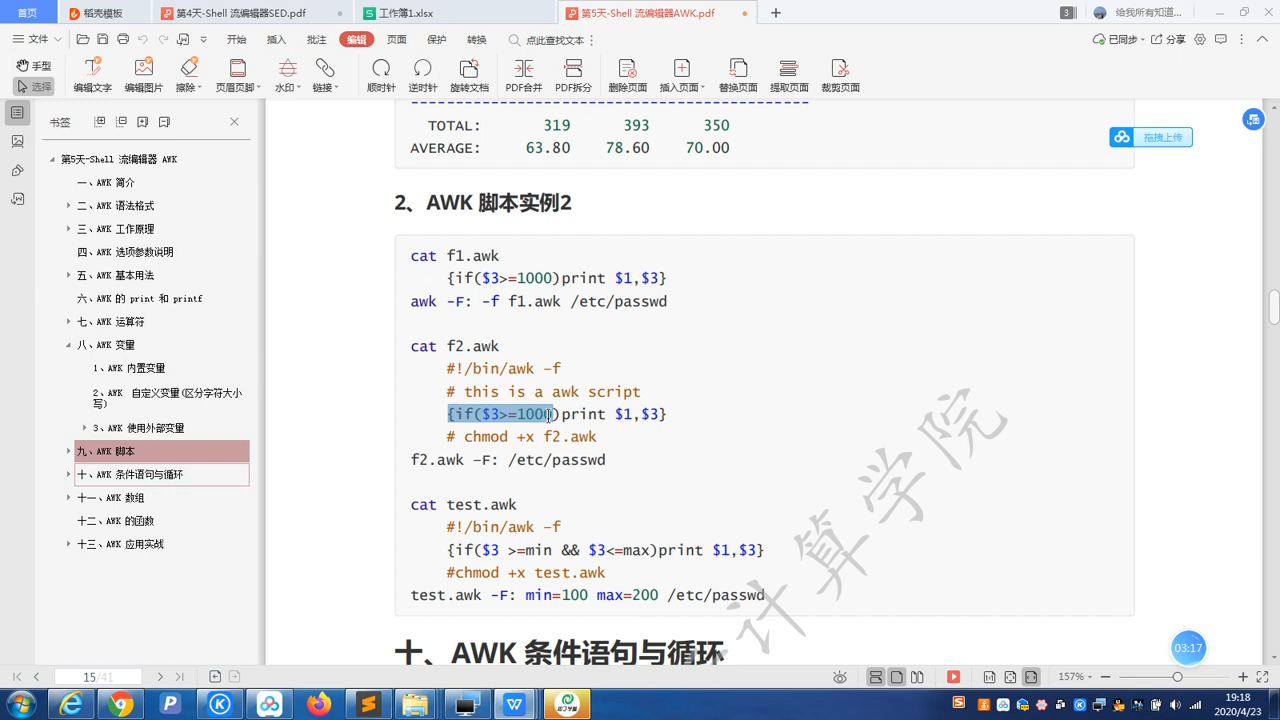 首页 稻壳模板 第4天-Shell 流编辑器SED.pdf 工作簿1.xlsx 第5天-Shell 流编辑器AWK.pdf 3 给我所有知道...
文件 开始 插入 批注 编辑 页面 保护 转换 点此查找文本 已同步 分享
手型
选择
编辑文字 编辑图片 擦除 页眉页脚 水印 链接 顺时针 逆时针 旋转文档 PDF合并 PDF拆分 删除页面 插入页面 替换页面 提取页面 裁剪页面
书签
第5天-Shell 流编辑器 AWK
一、AWK 简介
二、AWK 语法格式
三、AWK 工作原理
四、AWK 选项参数说明
五、AWK 基本用法
六、AWK 的 print 和 printf
七、AWK 运算符
八、AWK 变量
1、AWK 内置变量
2、AWK 自定义变量(区分字符大小
写)
3、AWK 使用外部变量
九、AWK 脚本
十、AWK 条件语句与循环
十一、AWK 数组
十二、AWK 的函数
十三、AWK 应用实战
---------------------------------------------
TOTAL: 319 393 350
AVERAGE: 63.80 78.60 70.00
拖拽上传
2、AWK 脚本实例2
cat f1.awk
{if($3>=1000)print $1,$3}
awk -F: -f f1.awk /etc/passwd
cat f2.awk
#!/bin/awk -f
# this is a awk script
{if($3>=1000)print $1,$3}
# chmod +x f2.awk
f2.awk -F: /etc/passwd
cat test.awk
#!/bin/awk -f
{if($3 >=min && $3<=max)print $1,$3}
#chmod +x test.awk
test.awk -F: min=100 max=200 /etc/passwd
计算学院
十、AWK 条件语句与循环
03:17
15/41 157%
19:18
2020/4/23